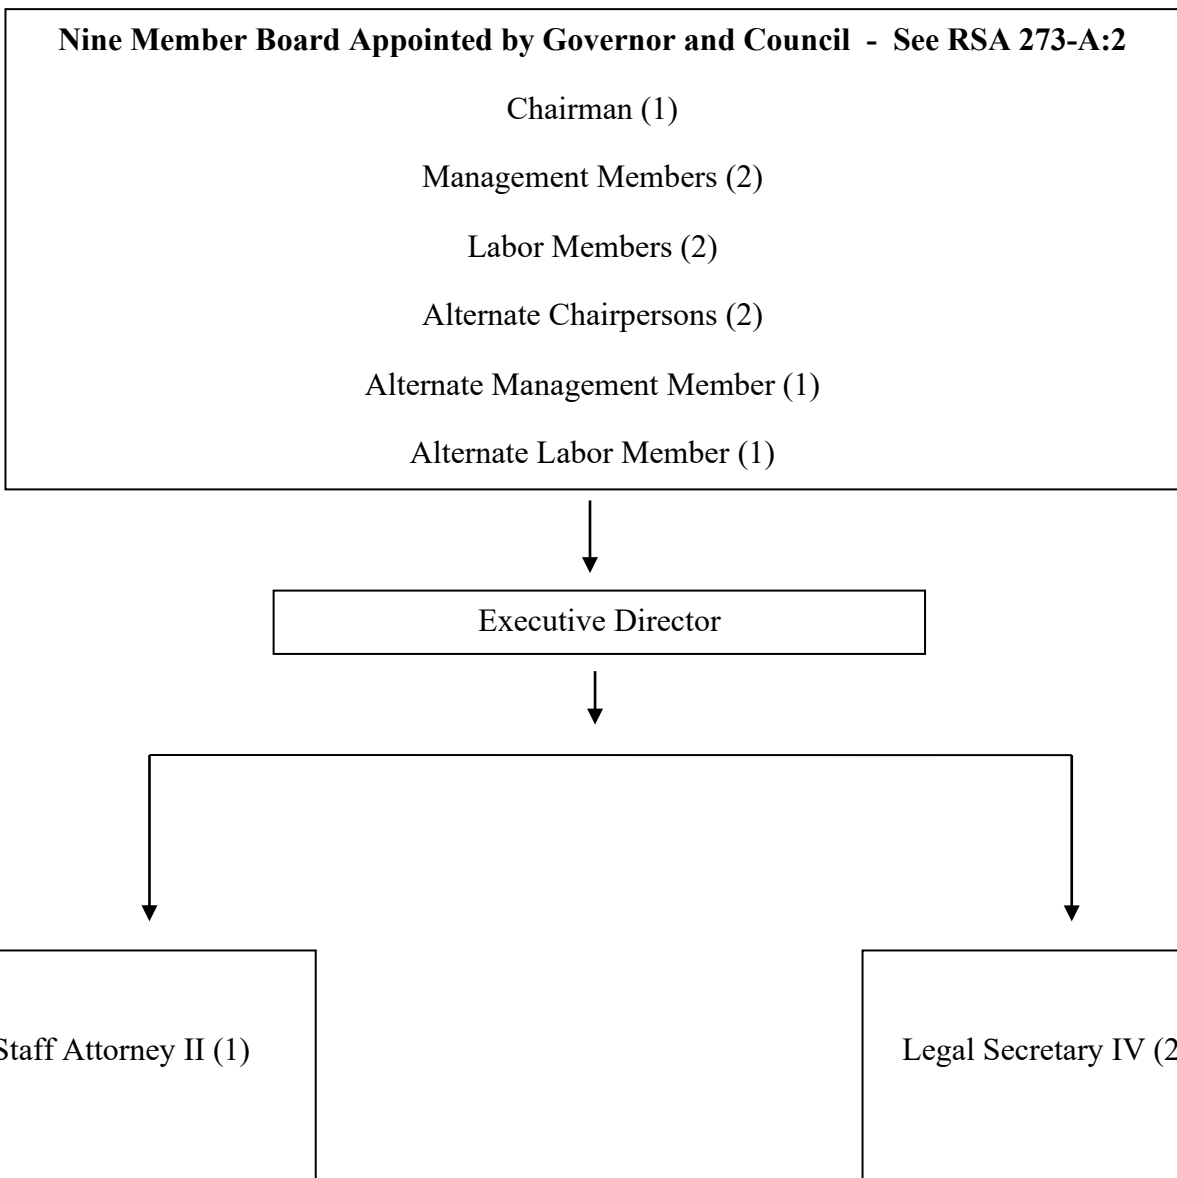 Nine Member Board Appointed by Governor and Council - See RSA 273-A:2
Chairman (1)
Management Members (2)
Labor Members (2)
Alternate Chairpersons (2)
Alternate Management Member (1)
Alternate Labor Member (1)
Executive Director
Staff Attorney II (1)
Legal Secretary IV (2